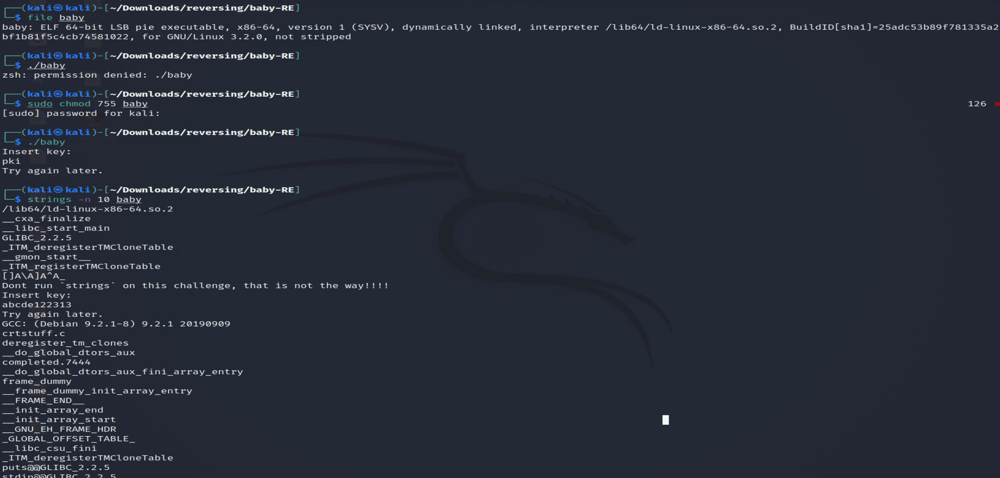 ┌──(kali㉿kali)-[~/Downloads/reversing/baby-RE]
└─$ file baby
baby: ELF 64-bit LSB pie executable, x86-64, version 1 (SYSV), dynamically linked, interpreter /lib64/ld-linux-x86-64.so.2, BuildID[sha1]=25adc53b89f781335a2
bf1b81f5c4cb74581022, for GNU/Linux 3.2.0, not stripped
┌──(kali㉿kali)-[~/Downloads/reversing/baby-RE]
└─$ ./baby
zsh: permission denied: ./baby
┌──(kali㉿kali)-[~/Downloads/reversing/baby-RE]
└─$ sudo chmod 755 baby 126 ⨯
[sudo] password for kali:
┌──(kali㉿kali)-[~/Downloads/reversing/baby-RE]
└─$ ./baby
Insert key:
pki
Try again later.
┌──(kali㉿kali)-[~/Downloads/reversing/baby-RE]
└─$ strings -n 10 baby
/lib64/ld-linux-x86-64.so.2
__cxa_finalize
__libc_start_main
GLIBC_2.2.5
_ITM_deregisterTMCloneTable
__gmon_start__
_ITM_registerTMCloneTable
[]A\A]A^A_
Dont run `strings` on this challenge, that is not the way!!!!
Insert key:
abcde122313
Try again later.
GCC: (Debian 9.2.1-8) 9.2.1 20190909
crtstuff.c
deregister_tm_clones
__do_global_dtors_aux
completed.7444
__do_global_dtors_aux_fini_array_entry
frame_dummy
__frame_dummy_init_array_entry
__FRAME_END__
__init_array_end
__init_array_start
__GNU_EH_FRAME_HDR
_GLOBAL_OFFSET_TABLE_
__libc_csu_fini
_ITM_deregisterTMCloneTable
puts@@GLIBC_2.2.5
stdin@@GLIBC_2.2.5